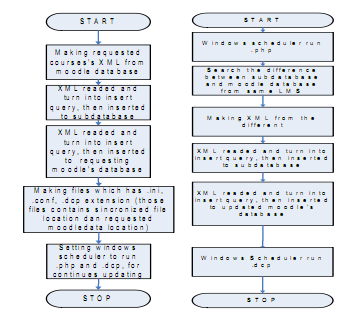 START
Making requested
courses's XML from
moodle database
XML readed and
turn into insert
query, then inserted
to subdatabase
XML readed and
turn into insert
query, then inserted
to requesting
moodle's database
Making files which has .ini,
.conf, .dcp extension (those
files contains sincronized file
location dan requested
moodledata location)
Setting windows
scheduler to run
.php and .dcp, for
continues updating
STOP
START
Windows scheduler run
.php
Search the difference
between subdatabase
and moodle database
from same LMS
Making XML from the
different
XML readed and turn into
insert query, then inserted
to subdatabase
XML readed and turn into
insert query, then inserted
to updated moodle's
database
Windows Scheduler run
.dcp
STOP